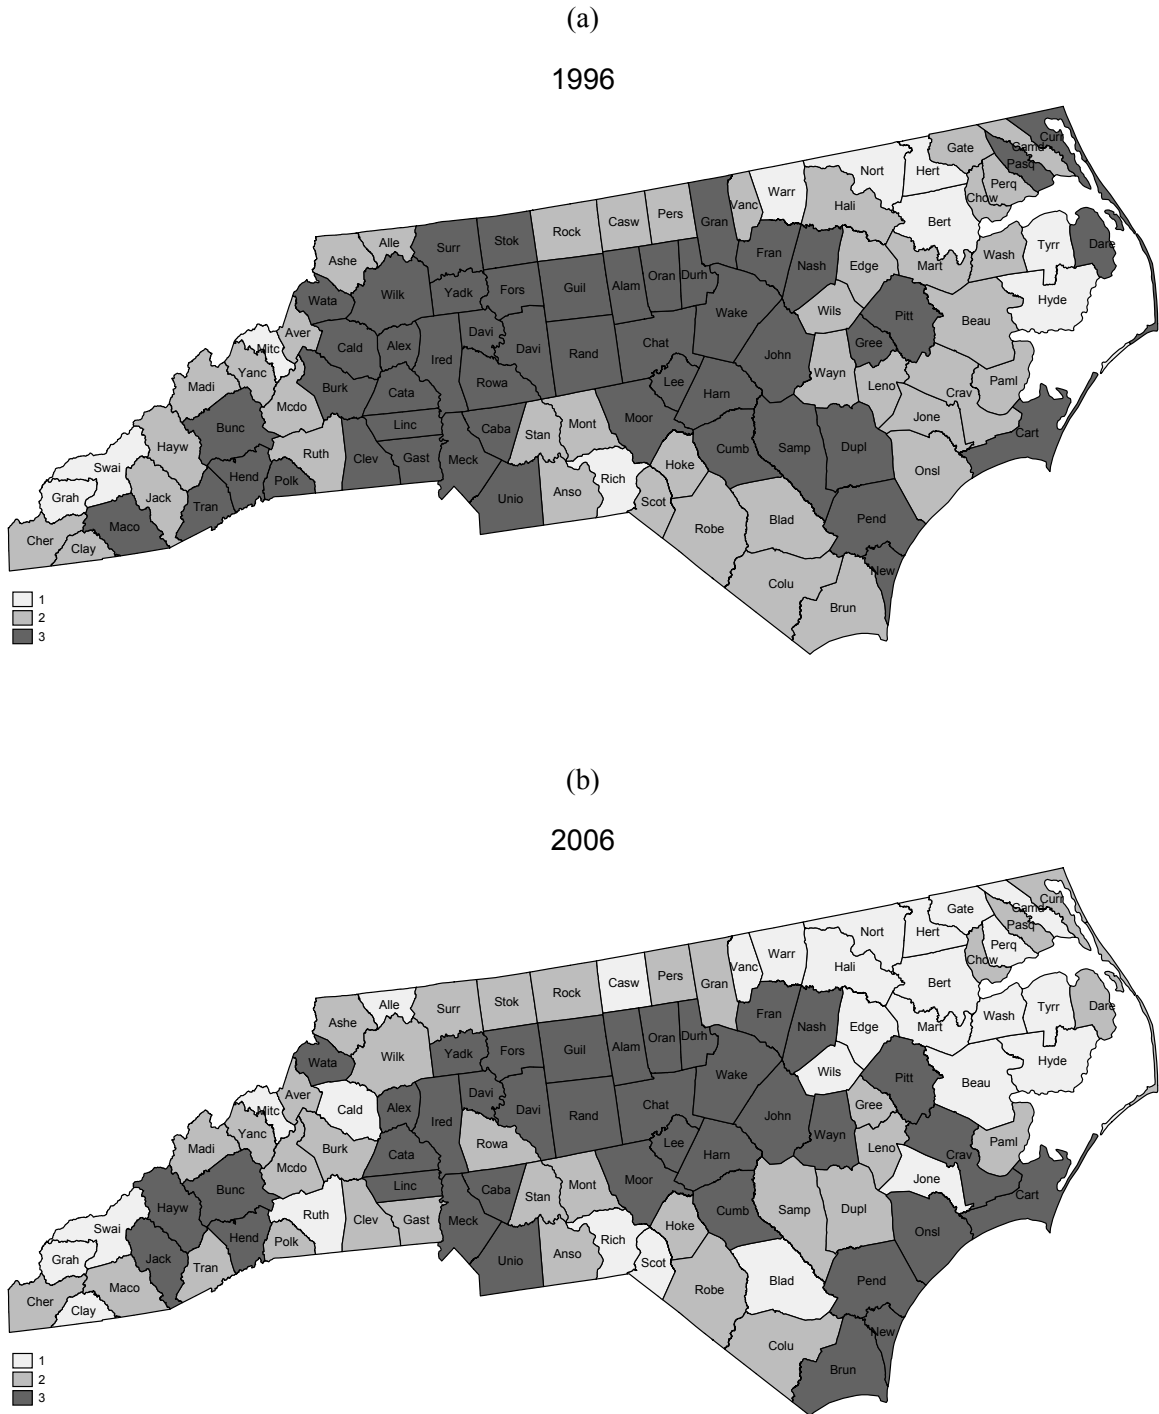 (a)
1996
Curr
Gate
Camd
Pasq
Nort
Hert
Perq
Warr
Chow
Vanc
Hali
Pers
Casw
Gran
Bert
Rock
Stok
Alle
Surr
Dare
Tyrr
Wash
Fran
Ashe
Nash
Edge
Mart
Oran
Durh
Guil
Alam
Fors
Yadk
Wilk
Wata
Hyde
Wake
Wils
Pitt
Beau
Aver
Davi
Chat
Gree
Mitc
Cald
Alex
Davi
Rand
John
Ired
Yanc
Wayn
Lee
Paml
Rowa
Leno
Madi
Burk
Cata
Harn
Crav
Mcdo
Jone
Moor
Mont
Linc
Bunc
Caba
Cart
Stan
Cumb
Samp
Dupl
Hayw
Ruth
Clev
Gast
Meck
Hoke
Swai
Onsl
Hend
Rich
Polk
Anso
Grah
Jack
Unio
Scot
Tran
Blad
Pend
Maco
Robe
Cher
Clay
New
Colu
Brun
1
2
3
(b)
2006
Curr
Gate
Camd
Pasq
Nort
Hert
Perq
Warr
Chow
Vanc
Hali
Pers
Casw
Gran
Bert
Rock
Stok
Alle
Surr
Dare
Tyrr
Wash
Fran
Ashe
Nash
Edge
Mart
Oran
Durh
Guil
Alam
Fors
Yadk
Wilk
Wata
Hyde
Wake
Wils
Pitt
Beau
Aver
Davi
Chat
Gree
Mitc
Cald
Alex
Davi
Rand
John
Ired
Yanc
Wayn
Lee
Paml
Rowa
Leno
Madi
Burk
Cata
Harn
Crav
Mcdo
Jone
Moor
Mont
Linc
Bunc
Caba
Cart
Stan
Cumb
Samp
Dupl
Hayw
Ruth
Clev
Gast
Meck
Hoke
Swai
Onsl
Hend
Rich
Polk
Anso
Grah
Jack
Unio
Scot
Tran
Blad
Pend
Maco
Robe
Cher
Clay
New
Colu
Brun
1
2
3